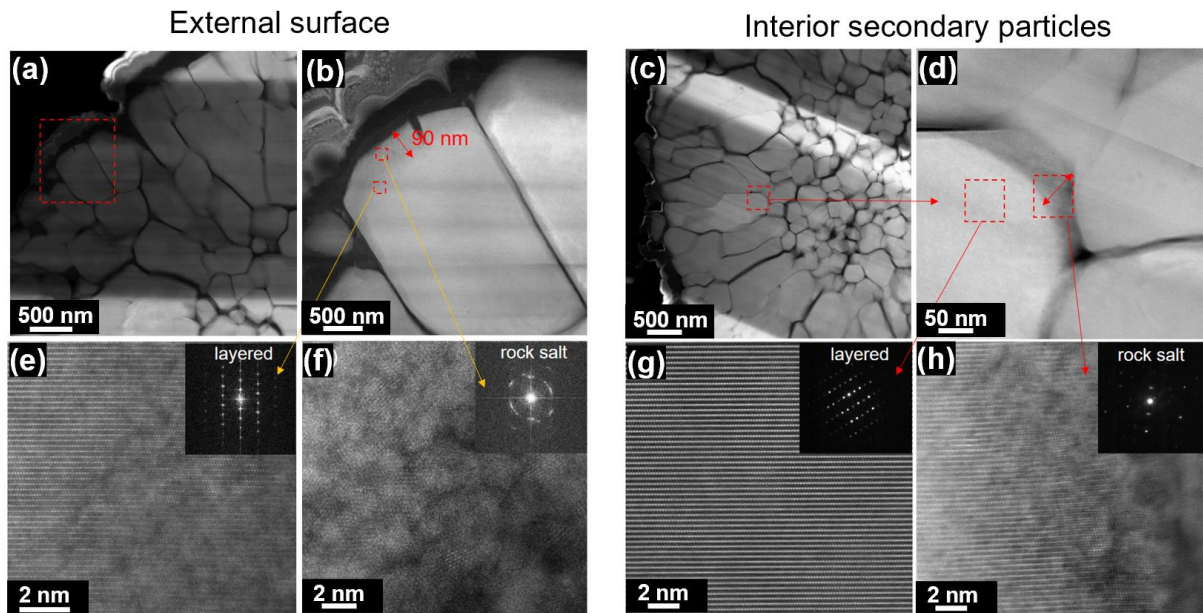 External surface
Interior secondary particles
(a)
500 nm
(b)
90 nm
500 nm
(c)
500 nm
(d)
50 nm
(e)
layered
2 nm
(f)
rock salt
2 nm
(g)
layered
2 nm
(h)
rock salt
2 nm